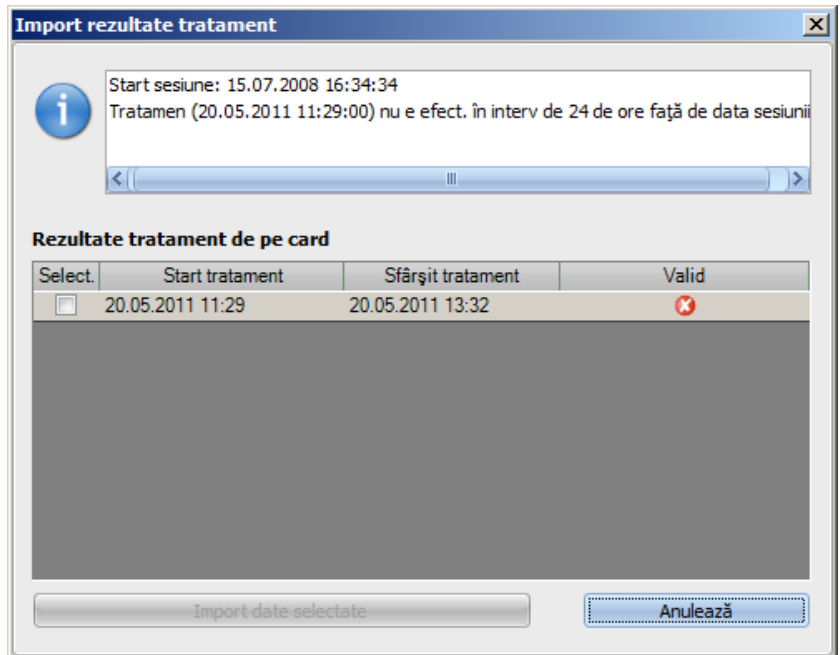 Import rezultate tratament
Start sesiune: 15.07.2008 16:34:34
Tratamen (20.05.2011 11:29:00) nu e efect. în interv de 24 de ore faţă de data sesiunii
Rezultate tratament de pe card
Select. Start tratament Sfârşit tratament Valid
20.05.2011 11:29 20.05.2011 13:32
Import date selectate Anulează